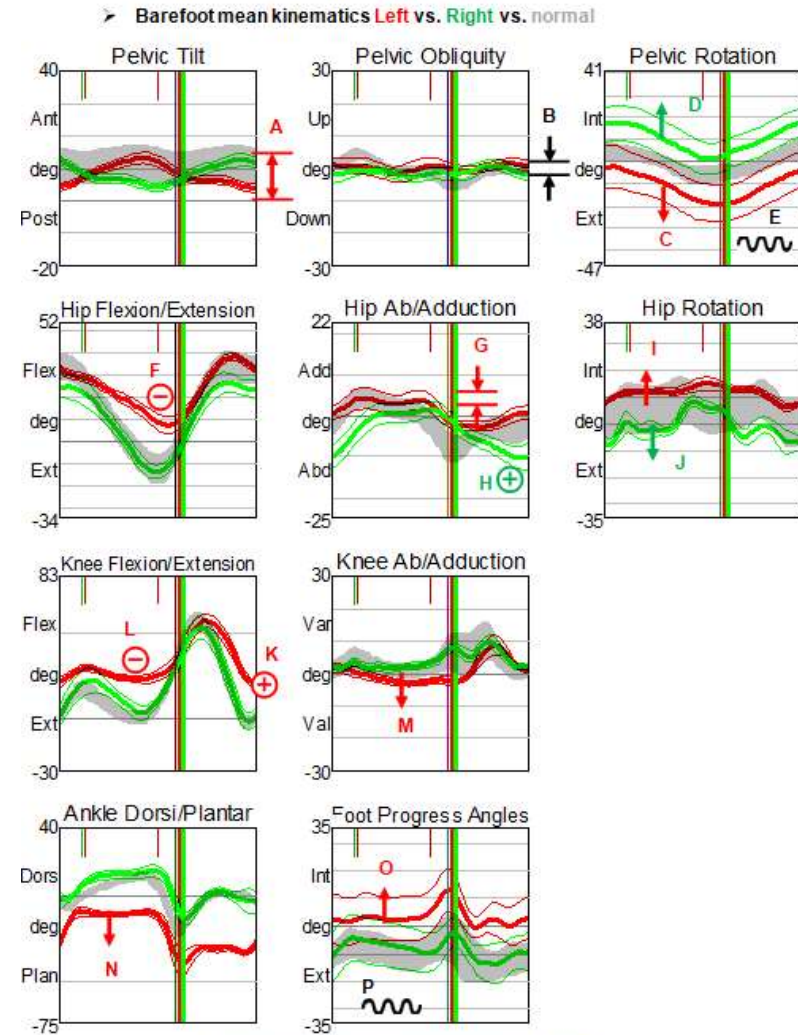 ➢ Barefoot mean kinematics Left vs. Right vs. normal
Pelvic Tilt
40
Ant
deg
Post
-20
A
Pelvic Obliquity
30
Up
deg
Down
-30
B
Pelvic Rotation
41
Int
deg
Ext
-47
D
C
E
Hip Flexion/Extension
52
Flex
deg
Ext
-34
F
Hip Ab/Adduction
22
Add
deg
Abd
-25
G
H
Hip Rotation
38
Int
deg
Ext
-35
I
J
Knee Flexion/Extension
83
Flex
deg
Ext
-30
L
K
Knee Ab/Adduction
30
Var
deg
Val
-30
M
Ankle Dorsi/Plantar
40
Dors
deg
Plan
-75
N
Foot Progress Angles
35
Int
deg
Ext
-35
O
P